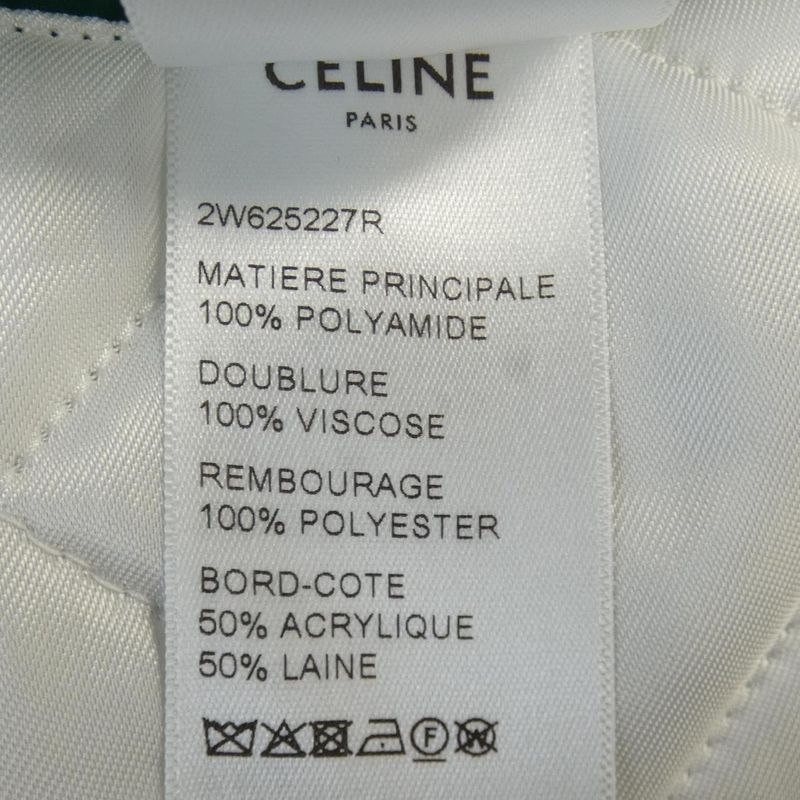 CELINE
PARIS
2W625227R
MATIERE PRINCIPALE
100% POLYAMIDE
DOUBLURE
100% VISCOSE
REMBOURAGE
100% POLYESTER
BORD-COTE
50% ACRYLIQUE
50% LAINE
F W